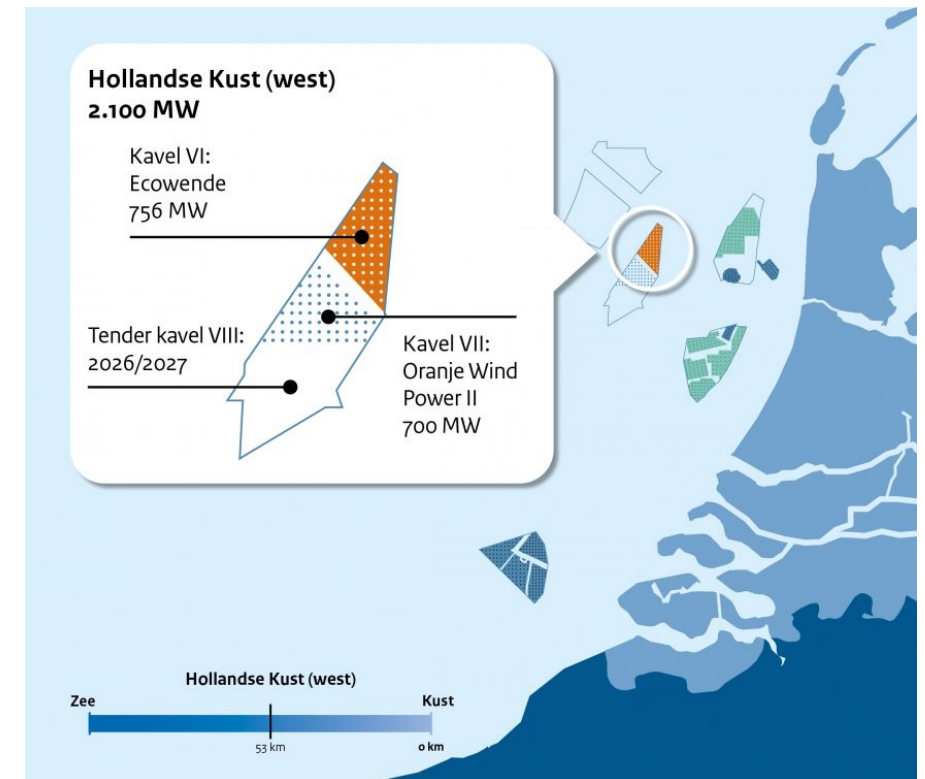 Hollandse Kust (west)
2.100 MW
Kavel VI:
Ecowende
756 MW
Tender kavel VIII:
2026/2027
Kavel VII:
Oranje Wind
Power II
700 MW
Hollandse Kust (west)
Zee
Kust
53 km
0 km